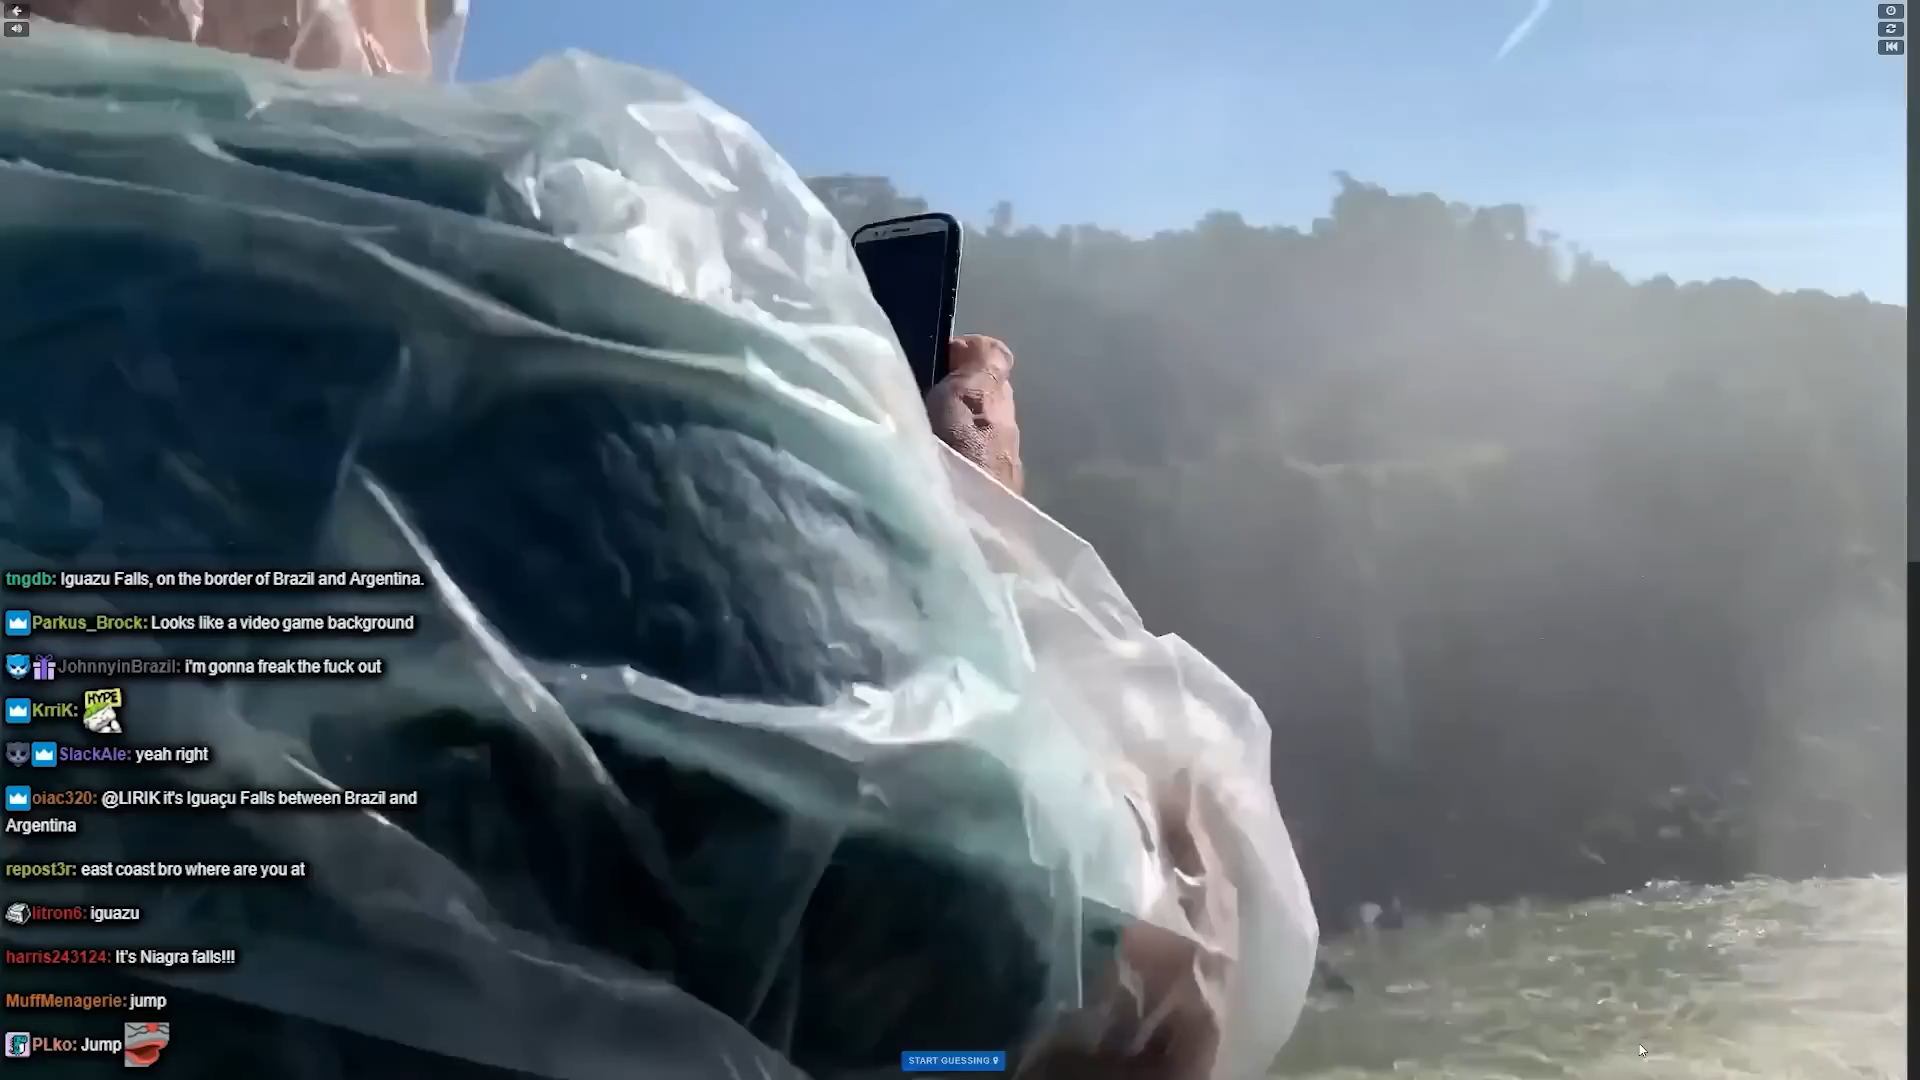 tngdb: Iguazu Falls, on the border of Brazil and Argentina.
Parkus_Brock: Looks like a video game background
JohnnyinBrazil: i'm gonna freak the fuck out
KrriK: HYPE
SlackAle: yeah right
oiac320: @LIRIK it's Iguaçu Falls between Brazil and
Argentina
repost3r: east coast bro where are you at
litron6: iguazu
harris243124: It's Niagra falls!!!
MuffMenagerie: jump
PLko: Jump
START GUESSING